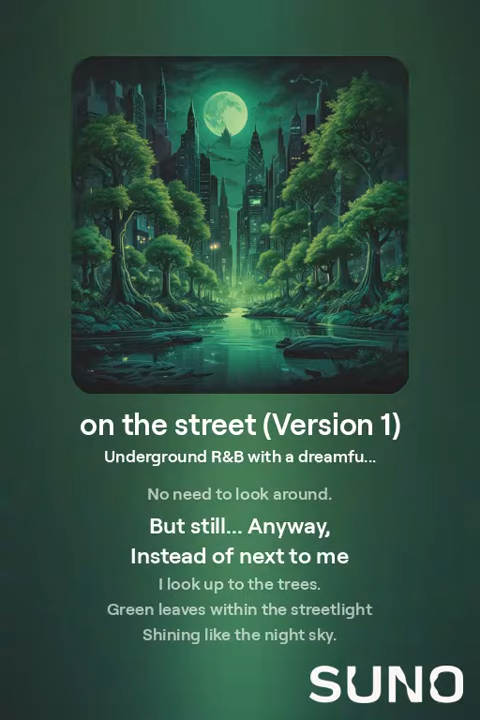 on the street (Version 1)
Underground R&B with a dreamfu...
No need to look around.
But still... Anyway,
Instead of next to me
I look up to the trees.
Green leaves within the streetlight
Shining like the night sky.
SUNO